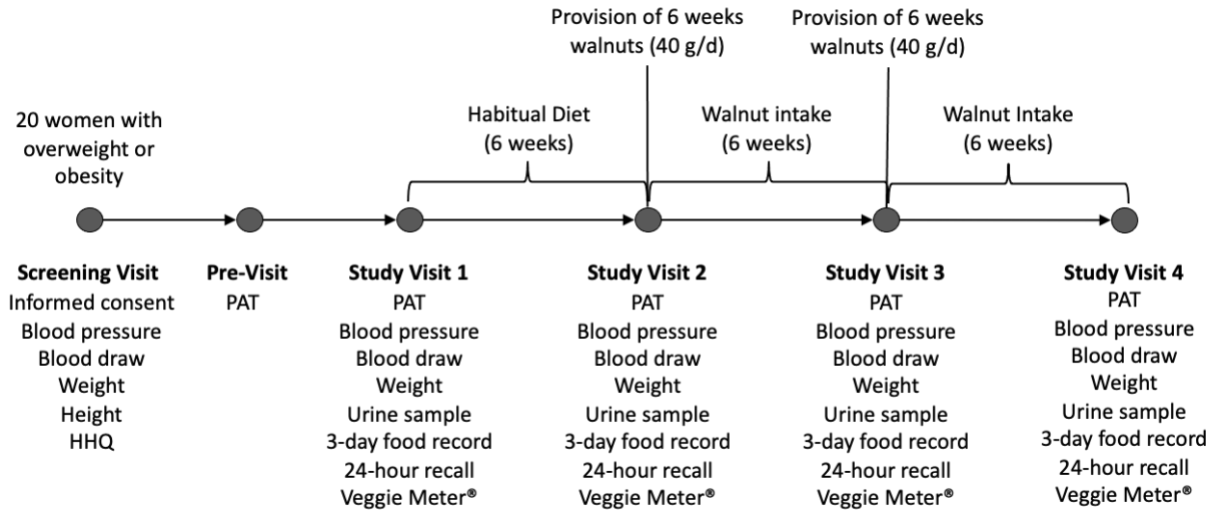 Provision of 6 weeks
walnuts (40 g/d)
Provision of 6 weeks
walnuts (40 g/d)
20 women with
overweight or
obesity
Habitual Diet
(6 weeks)
Walnut intake
(6 weeks)
Walnut Intake
(6 weeks)
Screening Visit
Informed consent
Blood pressure
Blood draw
Weight
Height
HHQ
Pre-Visit
PAT
Study Visit 1
PAT
Blood pressure
Blood draw
Weight
Urine sample
3-day food record
24-hour recall
Veggie Meter®
Study Visit 2
PAT
Blood pressure
Blood draw
Weight
Urine sample
3-day food record
24-hour recall
Veggie Meter®
Study Visit 3
PAT
Blood pressure
Blood draw
Weight
Urine sample
3-day food record
24-hour recall
Veggie Meter®
Study Visit 4
PAT
Blood pressure
Blood draw
Weight
Urine sample
3-day food record
24-hour recall
Veggie Meter®